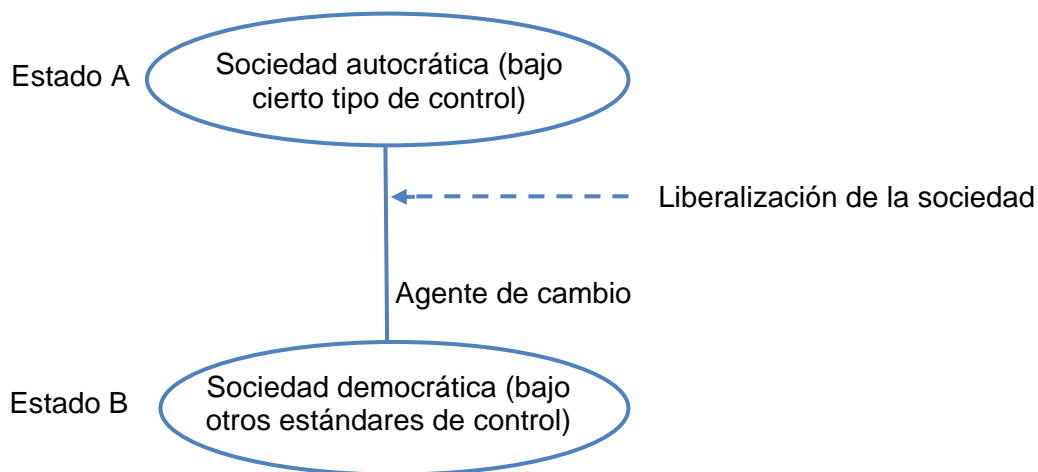 Estado A
Sociedad autocrática (bajo
cierto tipo de control)
Liberalización de la sociedad
Agente de cambio
Estado B
Sociedad democrática (bajo
otros estándares de control)